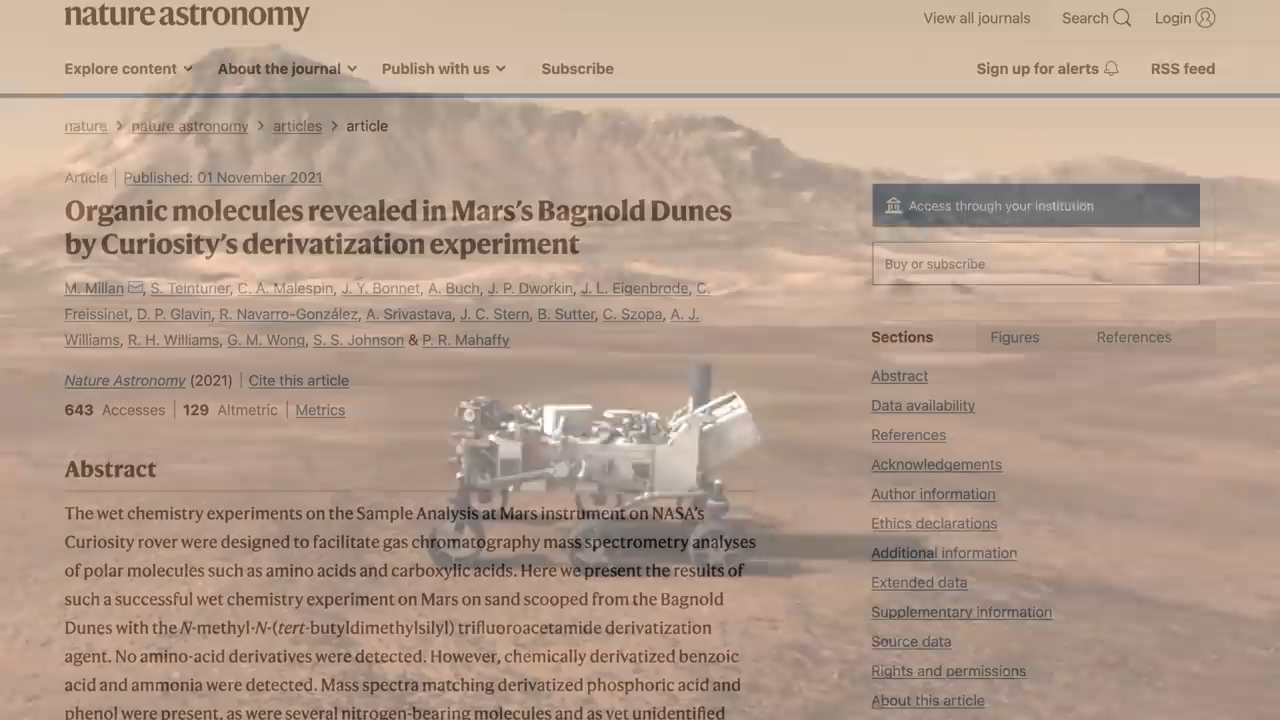 nature astronomy
View all journals
Search
Login
Explore content
About the journal
Publish with us
Subscribe
Sign up for alerts
RSS feed
nature > nature astronomy > articles > article
Article | Published: 01 November 2021
Organic molecules revealed in Mars’s Bagnold Dunes
by Curiosity’s derivatization experiment
M. Millan, S. Teinturier, C. A. Malespin, J. Y. Bonnet, A. Buch, J. P. Dworkin, J. L. Eigenbrode, C.
Freissinet, D. P. Glavin, R. Navarro-González, A. Srivastava, J. C. Stern, B. Sutter, C. Szopa, A. J.
Williams, R. H. Williams, G. M. Wong, S. S. Johnson & P. R. Mahaffy
Nature Astronomy (2021) | Cite this article
643 Accesses | 129 Altmetric | Metrics
Abstract
The wet chemistry experiments on the Sample Analysis at Mars instrument on NASA’s
Curiosity rover were designed to facilitate gas chromatography mass spectrometry analyses
of polar molecules such as amino acids and carboxylic acids. Here we present the results of
such a successful wet chemistry experiment on Mars on sand scooped from the Bagnold
Dunes with the N-methyl-N-(tert-butyldimethylsilyl) trifluoroacetamide derivatization
agent. No amino-acid derivatives were detected. However, chemically derivatized benzoic
acid and ammonia were detected. Mass spectra matching derivatized phosphoric acid and
phenol were present, as were several nitrogen-bearing molecules and as yet unidentified
Access through your institution
Buy or subscribe
Sections
Figures
References
Abstract
Data availability
References
Acknowledgements
Author information
Ethics declarations
Additional information
Extended data
Supplementary information
Source data
Rights and permissions
About this article